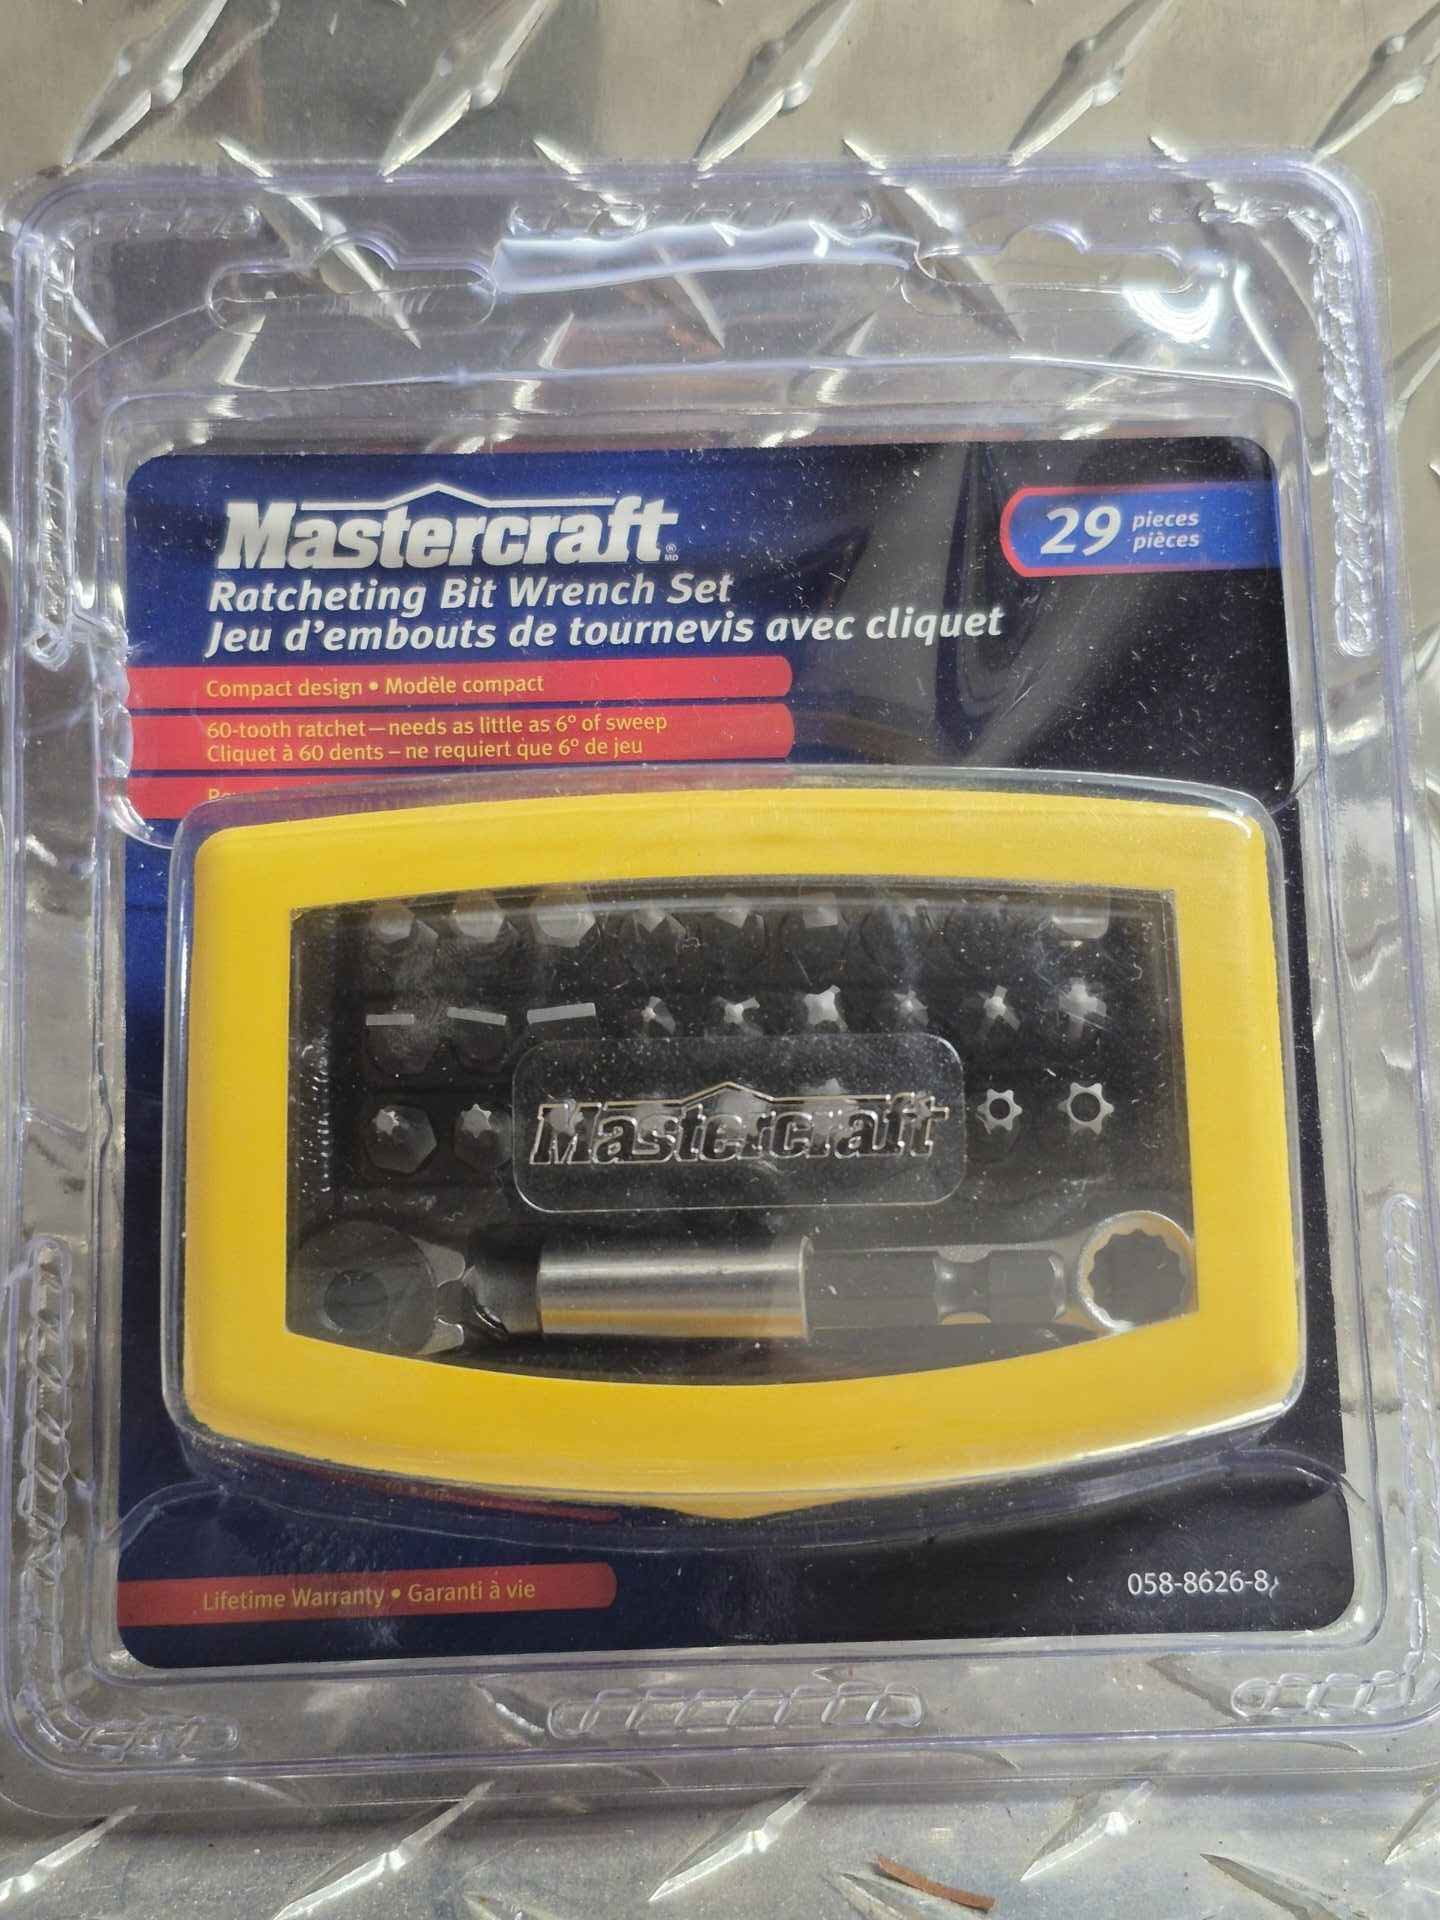 Mastercraft®
MD
29 pieces
pièces
Ratcheting Bit Wrench Set
Jeu d'embouts de tournevis avec cliquet
Compact design • Modèle compact
60-tooth ratchet – needs as little as 6° of sweep
Cliquet à 60 dents – ne requiert que 6° de jeu
Mastercraft
Lifetime Warranty • Garanti à vie
058-8626-8